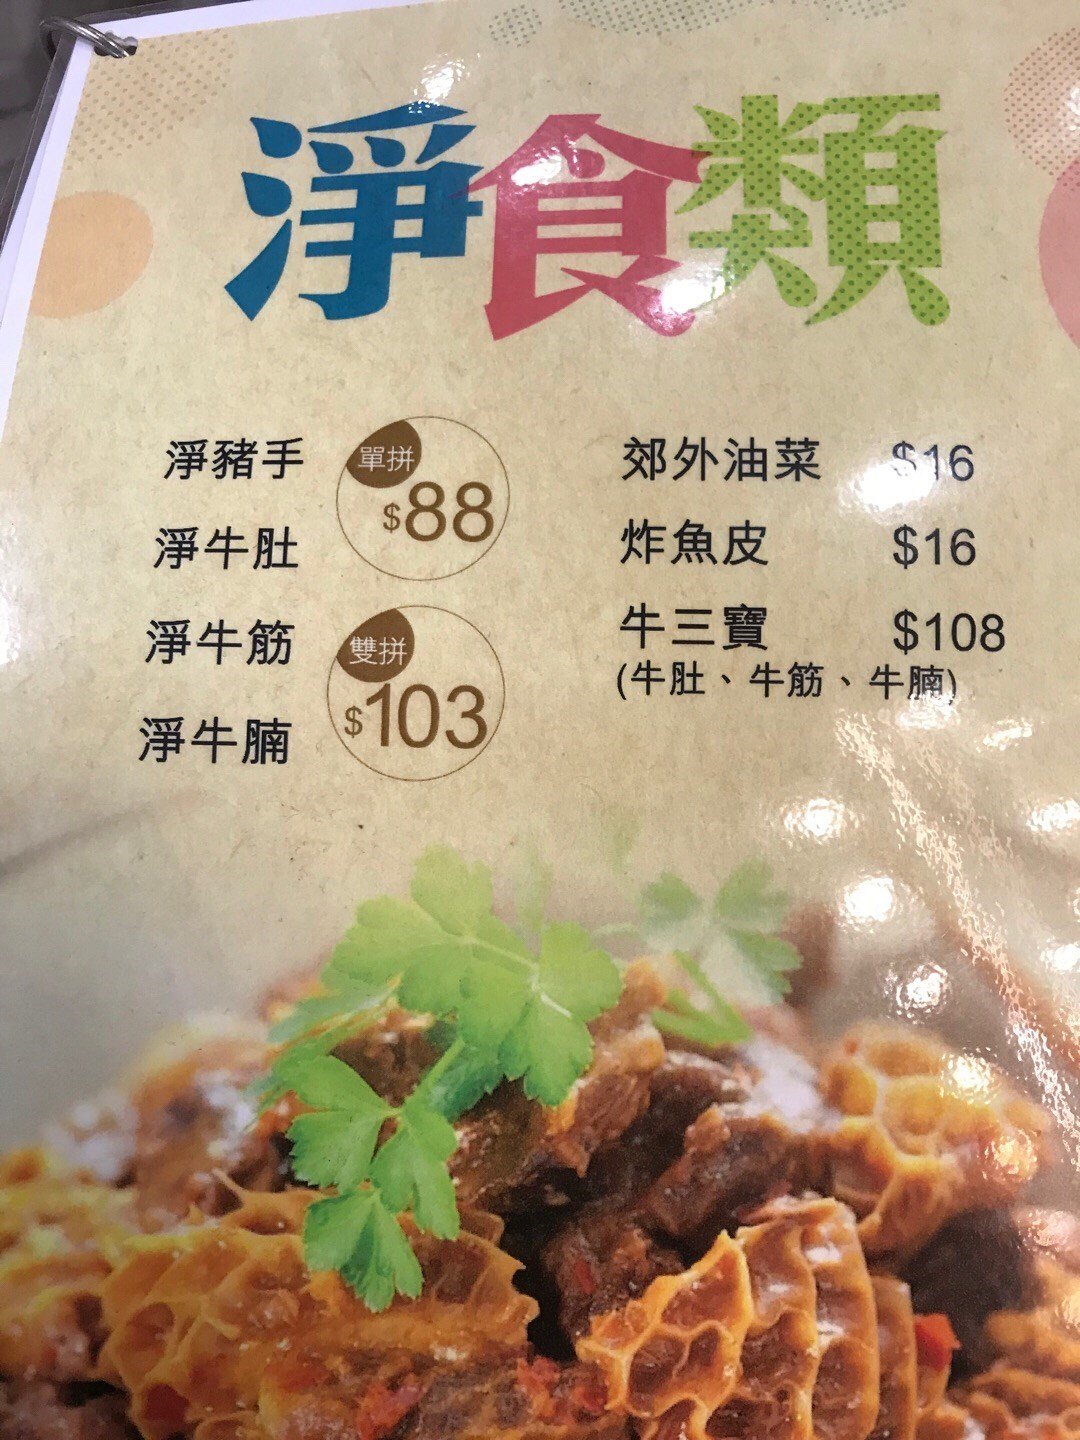 淨食類
淨豬手
淨牛肚
淨牛筋
淨牛腩
單拼
$88
雙拼
$103
郊外油菜 $16
炸魚皮 $16
牛三寶 $108
(牛肚、牛筋、牛腩)